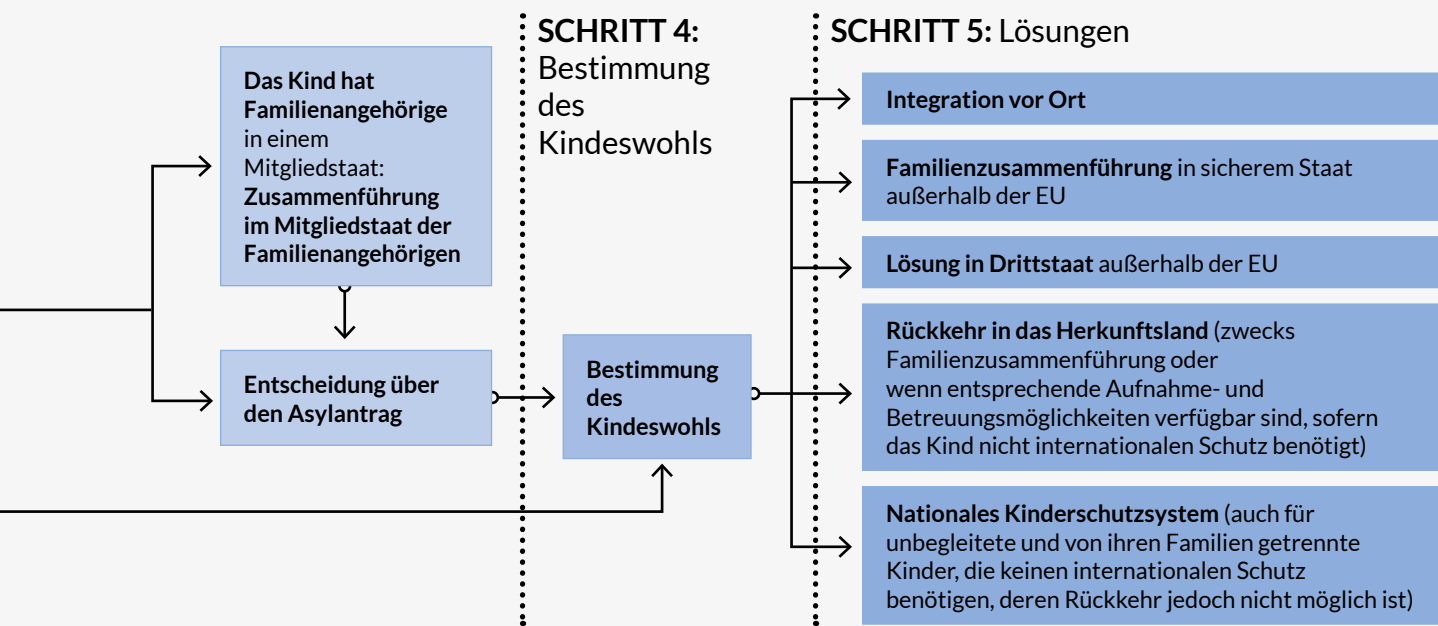 Das Kind hat
Familienangehörige
in einem
Mitgliedstaat:
Zusammenführung
im Mitgliedstaat der
Familienangehörigen
Entscheidung über
den Asylantrag
SCHRITT 4:
Bestimmung
des
Kindeswohls
Bestimmung
des
Kindeswohls
SCHRITT 5: Lösungen
Integration vor Ort
Familienzusammenführung in sicherem Staat
außerhalb der EU
Lösung in Drittstaat außerhalb der EU
Rückkehr in das Herkunftsland (zwecks
Familienzusammenführung oder
wenn entsprechende Aufnahme- und
Betreuungsmöglichkeiten verfügbar sind, sofern
das Kind nicht internationalen Schutz benötigt)
Nationales Kinderschutzsystem (auch für
unbegleitete und von ihren Familien getrennte
Kinder, die keinen internationalen Schutz
benötigen, deren Rückkehr jedoch nicht möglich ist)